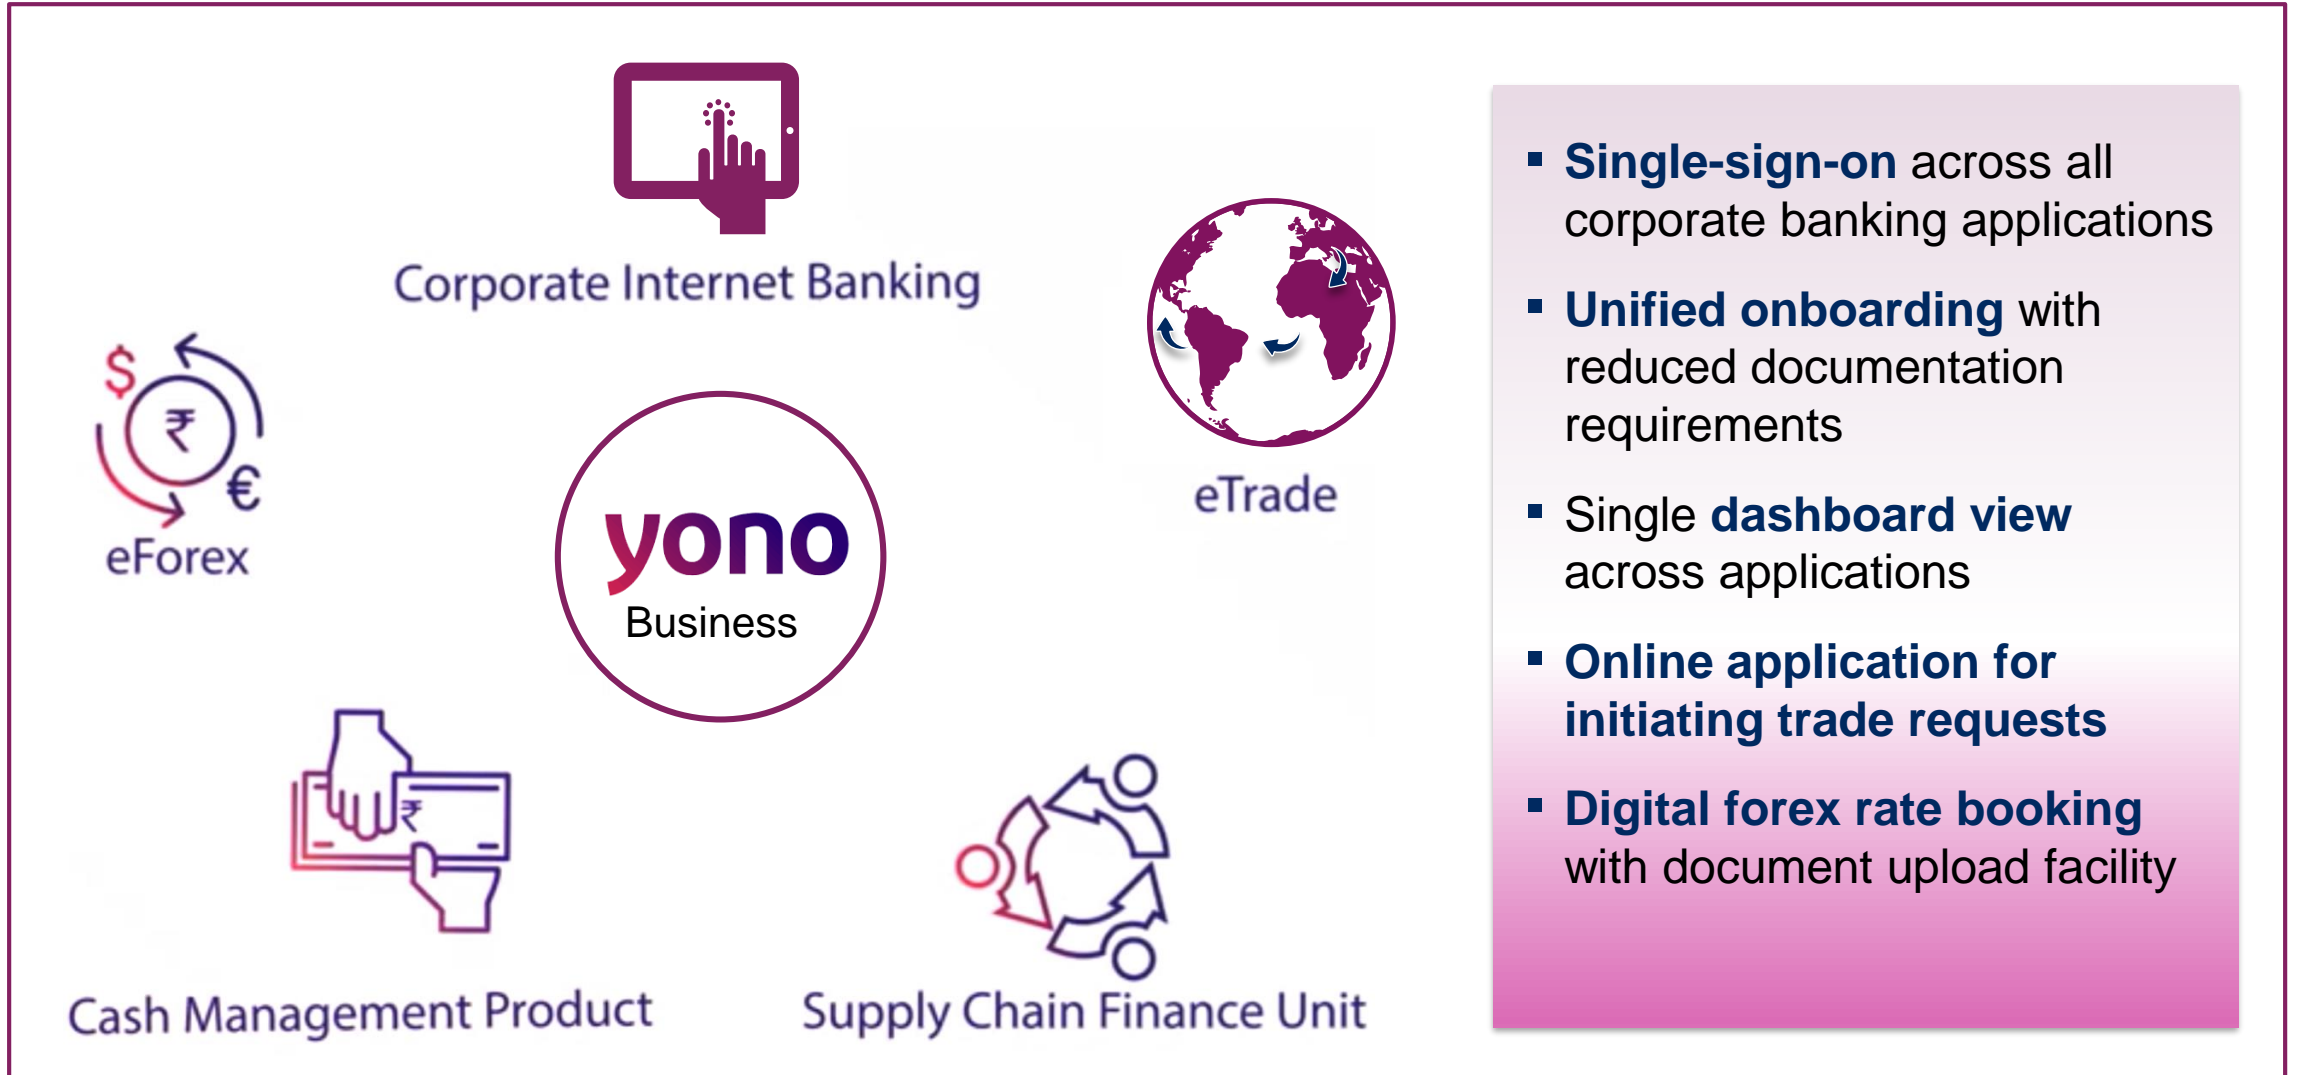 Corporate Internet Banking
$
₹
€
eForex
eTrade
yono
Business
₹
Cash Management Product
Supply Chain Finance Unit
▪ Single-sign-on across all
corporate banking applications
▪ Unified onboarding with
reduced documentation
requirements
▪ Single dashboard view
across applications
▪ Online application for
initiating trade requests
▪ Digital forex rate booking
with document upload facility